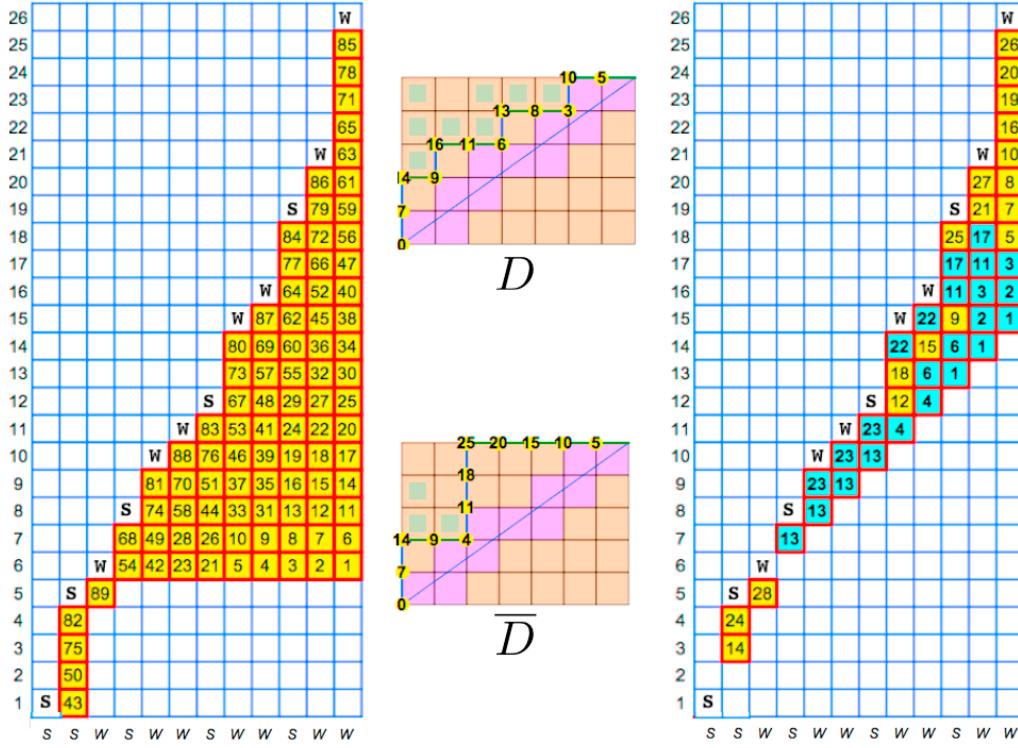 26 W
25 85
24 78
23 71
22 65
21 W 63
20 86 61
19 S 79 59
18 84 72 56
17 77 66 47
16 W 64 52 40
15 W 87 62 45 38
14 80 69 60 36 34
13 73 57 55 32 30
12 S 67 48 29 27 25
11 W 83 53 41 24 22 20
10 W 88 76 46 39 19 18 17
9 81 70 51 37 35 16 15 14
8 S 74 58 44 33 31 13 12 11
7 68 49 28 26 10 9 8 7 6
6 W 54 42 23 21 5 4 3 2 1
5 S 89
4 82
3 75
2 50
1 S 43
S S W S W W S W W S W W
10 5
13 8 3
16 11 6
14 9
7
0
D
25 20 15 10 5
18
11
14 9 4
7
0
D̅
26 W
25 26
24 20
23 19
22 16
21 W 10
20 27 8
19 S 21 7
18 25 17 5
17 17 11 3
16 W 11 3 2
15 W 22 9 2 1
14 22 15 6 1
13 18 6 1
12 S 12 4
11 W 23 4
10 W 23 13
9 23 13
8 S 13
7 13
6 W
5 S 28
4 24
3 14
2
1 S
S S W S W W S W W S W W